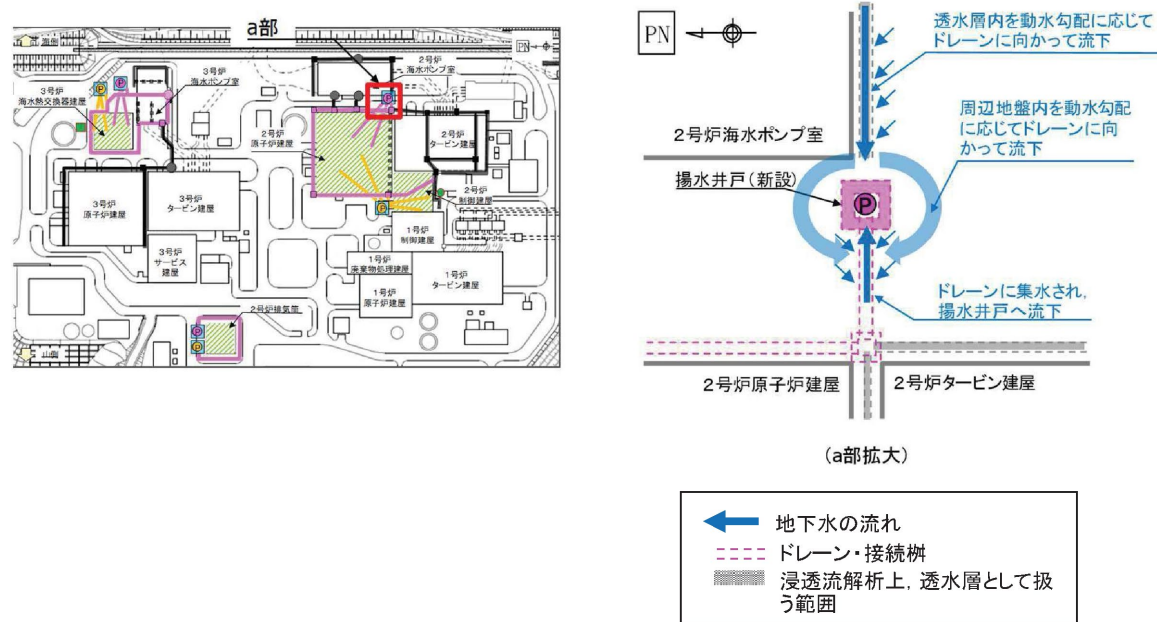 a部
海側
PN
3号炉
海水ポンプ室
2号炉
海水ポンプ室
3号炉
海水熱交換器建屋
P
P
P
2号炉
原子炉建屋
2号炉
タービン建屋
2号炉
制御建屋
P
3号炉
原子炉建屋
3号炉
タービン建屋
1号炉
制御建屋
3号炉
サービス
建屋
1号炉
廃棄物処理建屋
1号炉
タービン建屋
1号炉
原子炉建屋
2号炉排気筒
P
P
山側
PN
透水層内を動水勾配に応じて
ドレーンに向かって流下
周辺地盤内を動水勾配
に応じてドレーンに向
かって流下
2号炉海水ポンプ室
揚水井戸(新設)
P
ドレーンに集水され,
揚水井戸へ流下
2号炉原子炉建屋
2号炉タービン建屋
(a部拡大)
地下水の流れ
ドレーン・接続桝
浸透流解析上,透水層として扱
う範囲